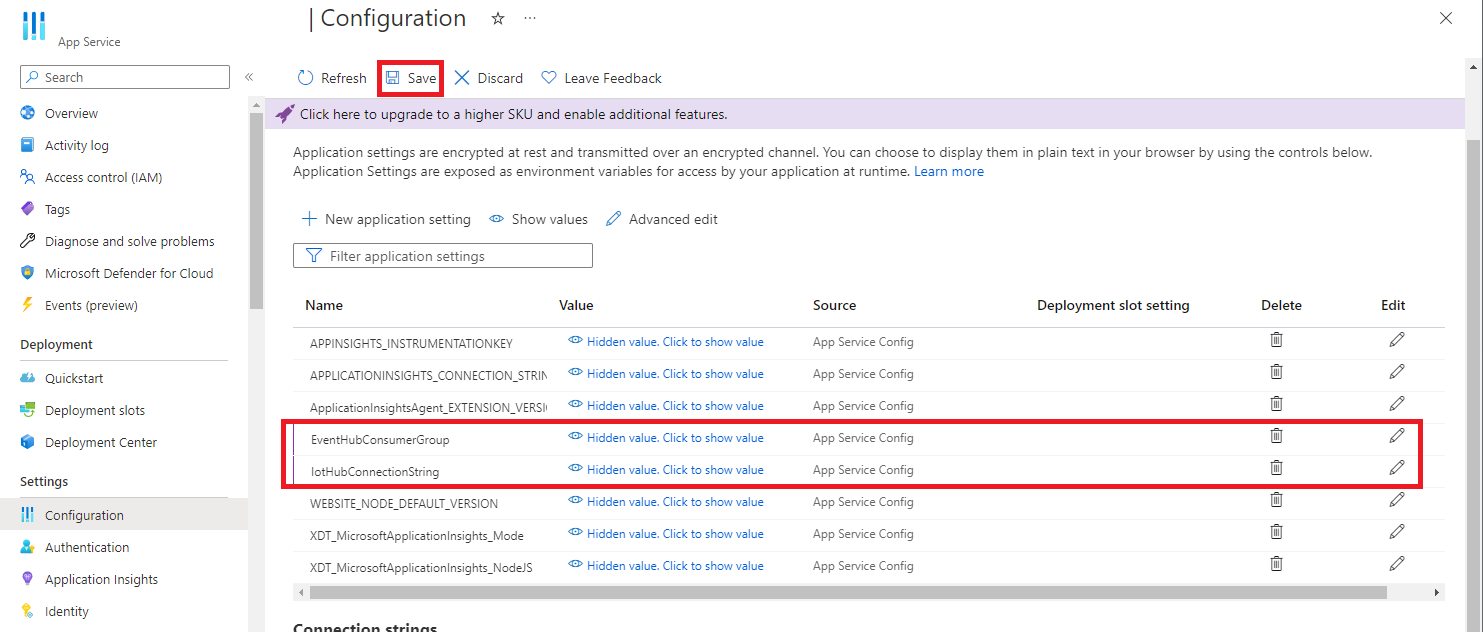 | Configuration
...
App Service
Search
«
Refresh
Save
Discard
Leave Feedback
Overview
Activity log
Access control (IAM)
Tags
Diagnose and solve problems
Microsoft Defender for Cloud
Events (preview)
Deployment
Quickstart
Deployment slots
Deployment Center
Settings
Configuration
Authentication
Application Insights
Identity
Click here to upgrade to a higher SKU and enable additional features.
Application settings are encrypted at rest and transmitted over an encrypted channel. You can choose to display them in plain text in your browser by using the controls below.
Application Settings are exposed as environment variables for access by your application at runtime. Learn more
New application setting
Show values
Advanced edit
Filter application settings
Name Value Source Deployment slot setting Delete Edit
APPINSIGHTS_INSTRUMENTATIONKEY Hidden value. Click to show value App Service Config
APPLICATIONINSIGHTS_CONNECTION_STRIN Hidden value. Click to show value App Service Config
ApplicationInsightsAgent_EXTENSION_VERSI Hidden value. Click to show value App Service Config
EventHubConsumerGroup Hidden value. Click to show value App Service Config
IotHubConnectionString Hidden value. Click to show value App Service Config
WEBSITE_NODE_DEFAULT_VERSION Hidden value. Click to show value App Service Config
XDT_MicrosoftApplicationInsights_Mode Hidden value. Click to show value App Service Config
XDT_MicrosoftApplicationInsights_NodeJS Hidden value. Click to show value App Service Config
Connection strings